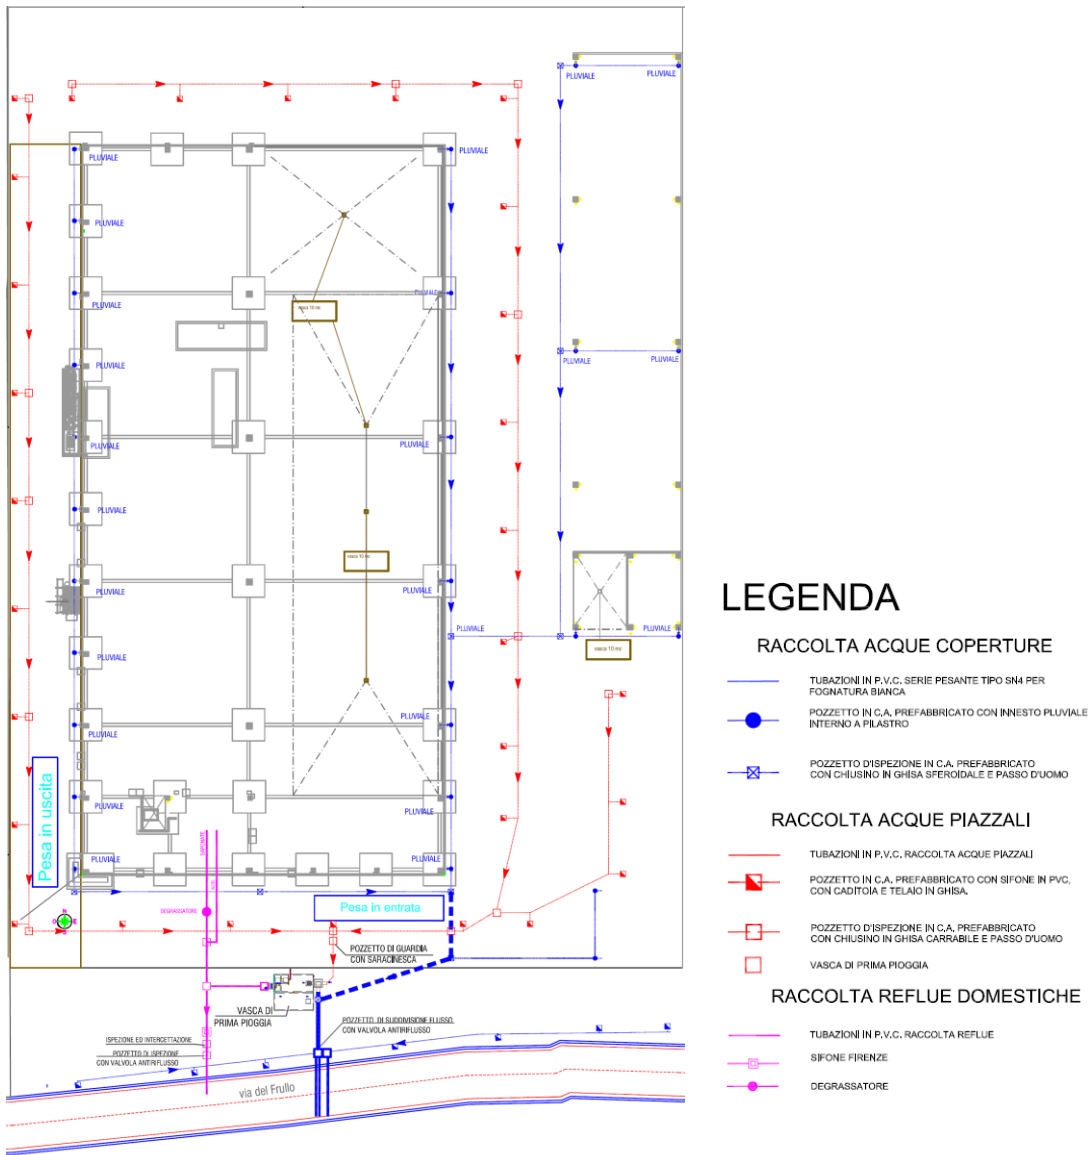 PLUVIALE
PLUVIALE
PLUVIALE
PLUVIALE
PLUVIALE
PLUVIALE
vasca 10 mc
PLUVIALE
PLUVIALE
PLUVIALE
PLUVIALE
PLUVIALE
PLUVIALE
PLUVIALE
vasca 10 mc
PLUVIALE
PLUVIALE
PLUVIALE
PLUVIALE
PLUVIALE
vasca 10 mc
PLUVIALE
PLUVIALE
PLUVIALE
PLUVIALE
PLUVIALE
PLUVIALE
Pesa in uscita
SAPONATE
Pesa in entrata
DEGRASSATORE
N
O
E
S
POZZETTO DI GUARDIA
CON SARACINESCA
VASCA DI
PRIMA PIOGGIA
POZZETTO DI SUDDIVISIONE FLUSSO
CON VALVOLA ANTIRIFLUSSO
ISPEZIONE ED INTERCETTAZIONE
POZZETTO DI ISPEZIONE
CON VALVOLA ANTIRIFLUSSO
via del Frullo
LEGENDA
RACCOLTA ACQUE COPERTURE
TUBAZIONI IN P.V.C. SERIE PESANTE TIPO SN4 PER
FOGNATURA BIANCA
POZZETTO IN C.A. PREFABBRICATO CON INNESTO PLUVIALE
INTERNO A PILASTRO
POZZETTO D'ISPEZIONE IN C.A. PREFABBRICATO
CON CHIUSINO IN GHISA SFEROIDALE E PASSO D'UOMO
RACCOLTA ACQUE PIAZZALI
TUBAZIONI IN P.V.C. RACCOLTA ACQUE PIAZZALI
POZZETTO IN C.A. PREFABBRICATO CON SIFONE IN PVC,
CON CADITOIA E TELAIO IN GHISA.
POZZETTO D'ISPEZIONE IN C.A. PREFABBRICATO
CON CHIUSINO IN GHISA CARRABILE E PASSO D'UOMO
VASCA DI PRIMA PIOGGIA
RACCOLTA REFLUE DOMESTICHE
TUBAZIONI IN P.V.C. RACCOLTA REFLUE
SIFONE FIRENZE
DEGRASSATORE